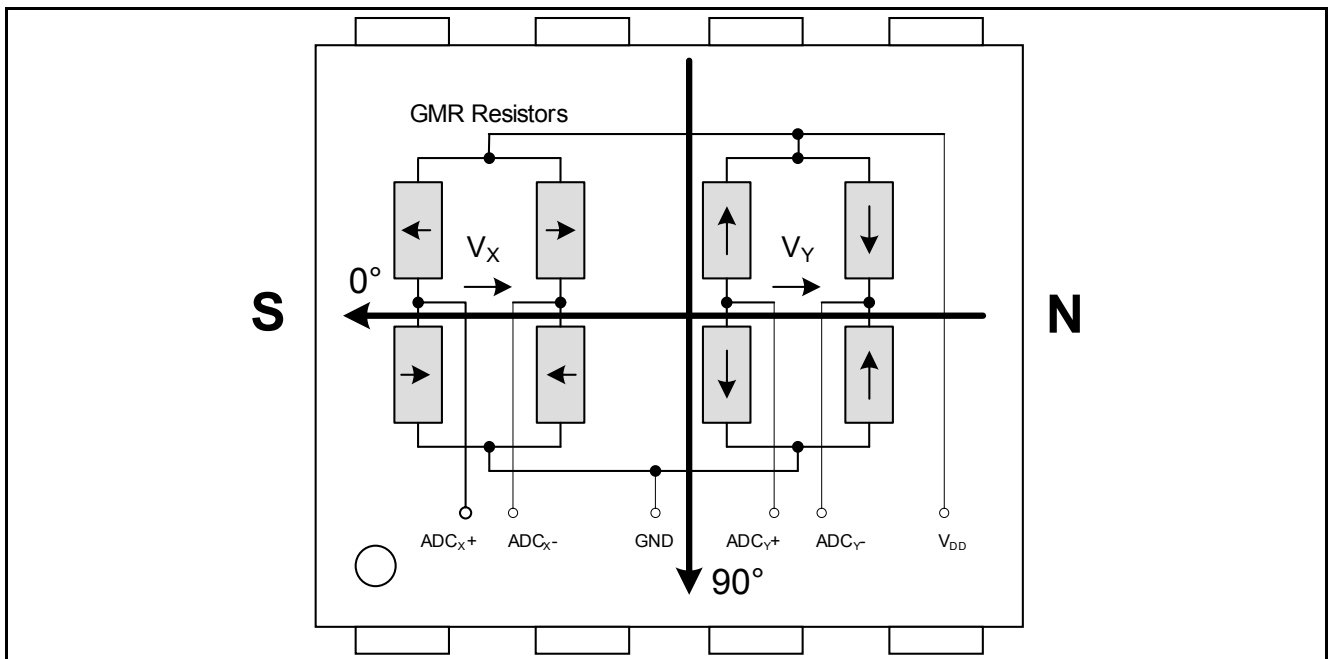 GMR Resistors
V_X
V_Y
0°
S
N
ADC_X+
ADC_X-
GND
ADC_Y+
ADC_Y-
V_DD
90°